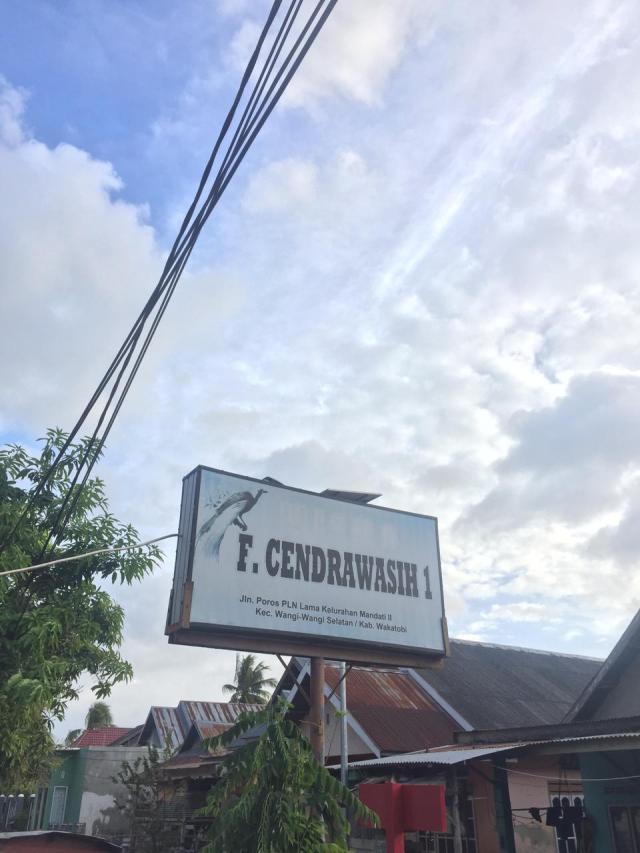 F. CENDRAWASIH 1
Jln. Poros PLN Lama Kelurahan Mandati II
Kec. Wangi-Wangi Selatan / Kab. Wakatobi